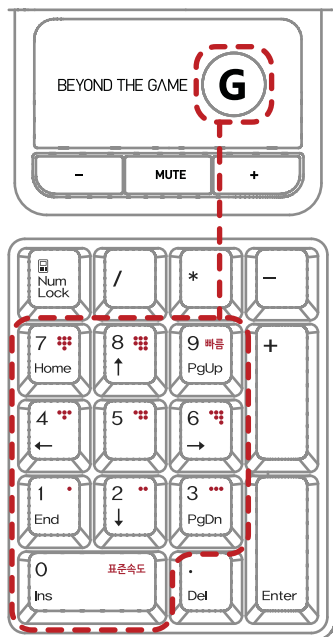 BEYOND THE GAME
G
-
MUTE
+
Num
Lock
/
*
-
7
Home
8
↑
9 빠름
PgUp
+
4
←
5
6
→
1
End
2
↓
3
PgDn
0 표준속도
Ins
.
Del
Enter